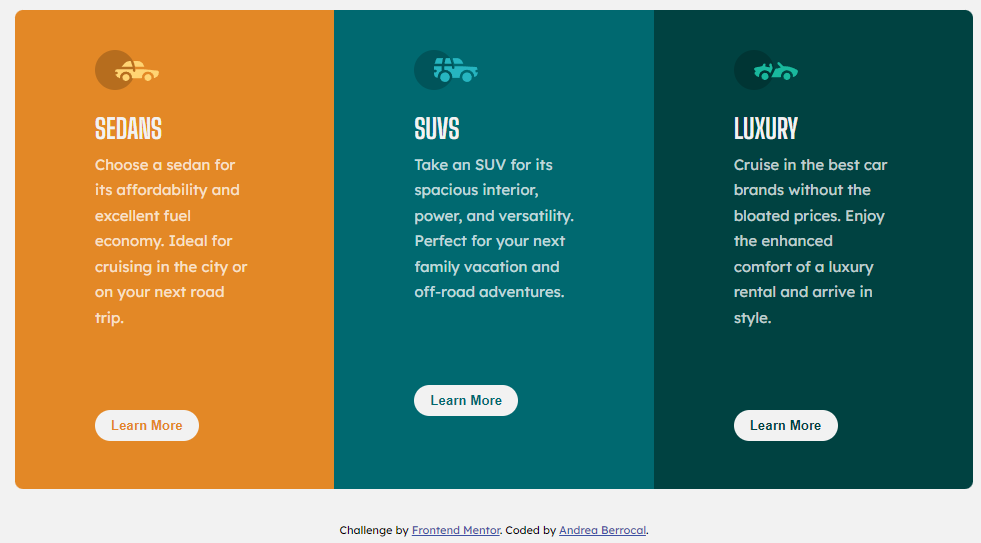 SEDANS
Choose a sedan for
its affordability and
excellent fuel
economy. Ideal for
cruising in the city or
on your next road
trip.
Learn More
SUVS
Take an SUV for its
spacious interior,
power, and versatility.
Perfect for your next
family vacation and
off-road adventures.
Learn More
LUXURY
Cruise in the best car
brands without the
bloated prices. Enjoy
the enhanced
comfort of a luxury
rental and arrive in
style.
Learn More
Challenge by Frontend Mentor. Coded by Andrea Berrocal.